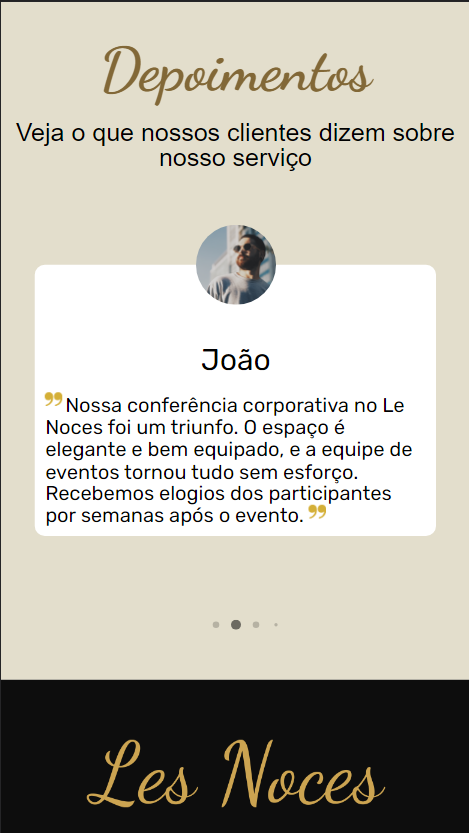 Depoimentos
Veja o que nossos clientes dizem sobre
nosso serviço
João
❞Nossa conferência corporativa no Le
Noces foi um triunfo. O espaço é
elegante e bem equipado, e a equipe de
eventos tornou tudo sem esforço.
Recebemos elogios dos participantes
por semanas após o evento. ❞
Les Noces